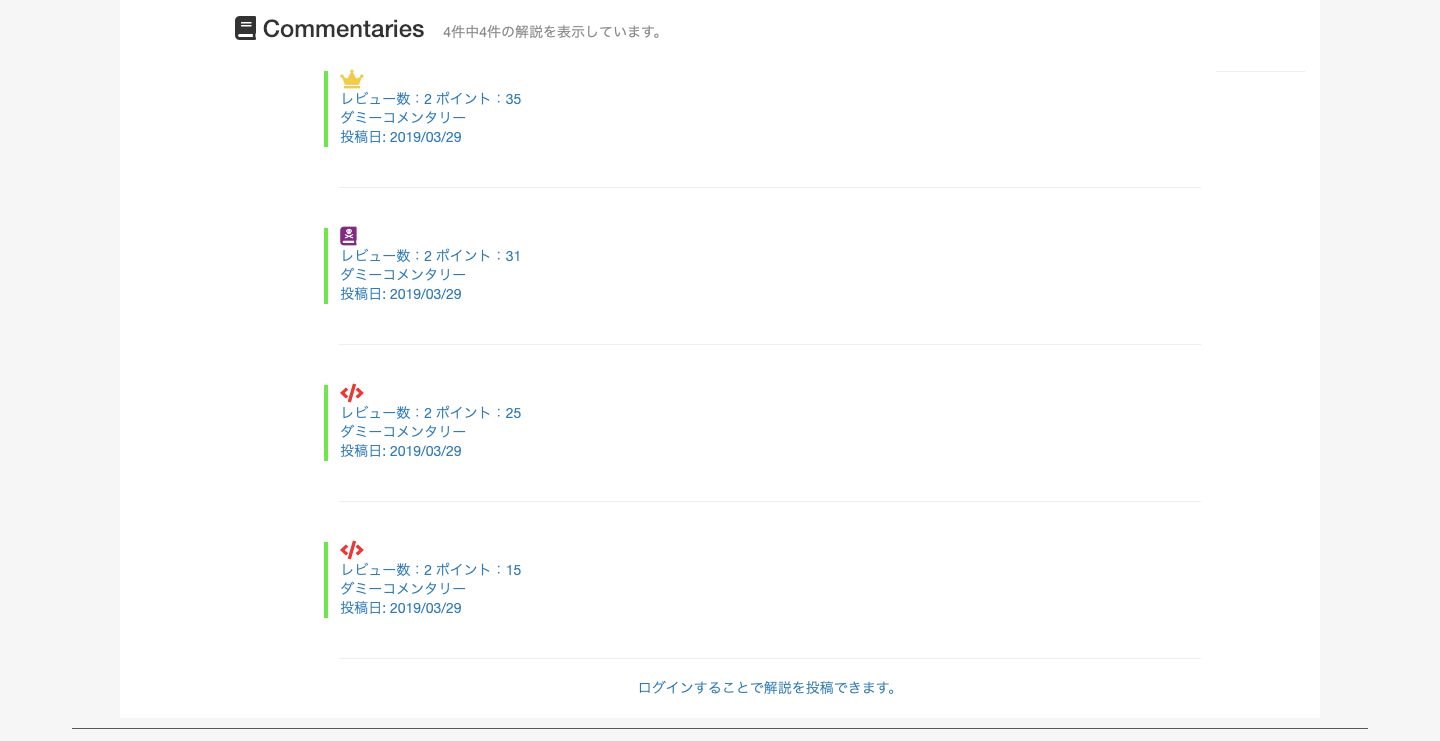 Commentaries 4件中4件の解説を表示しています。
レビュー数：2 ポイント：35
ダミーコメンタリー
投稿日: 2019/03/29
レビュー数：2 ポイント：31
ダミーコメンタリー
投稿日: 2019/03/29
レビュー数：2 ポイント：25
ダミーコメンタリー
投稿日: 2019/03/29
レビュー数：2 ポイント：15
ダミーコメンタリー
投稿日: 2019/03/29
ログインすることで解説を投稿できます。